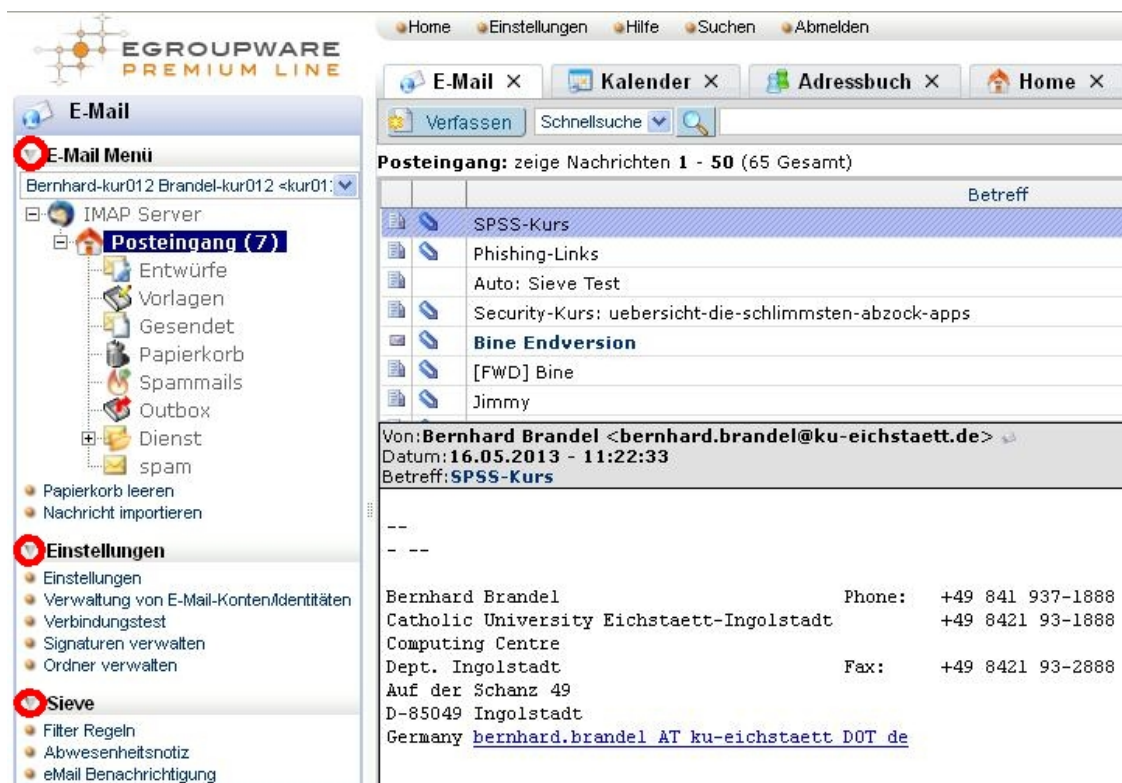 EGROUPWARE
PREMIUM LINE
E-Mail
E-Mail Menü
Bernhard-kur012 Brandel-kur012 <kur01:
IMAP Server
Posteingang (7)
Entwürfe
Vorlagen
Gesendet
Papierkorb
Spammails
Outbox
Dienst
spam
Papierkorb leeren
Nachricht importieren
Einstellungen
Einstellungen
Verwaltung von E-Mail-Konten/Identitäten
Verbindungstest
Signaturen verwalten
Ordner verwalten
Sieve
Filter Regeln
Abwesenheitsnotiz
eMail Benachrichtigung
Home Einstellungen Hilfe Suchen Abmelden
E-Mail X Kalender X Adressbuch X Home X
Verfassen Schnellsuche
Posteingang: zeige Nachrichten 1 - 50 (65 Gesamt)
Betreff
SPSS-Kurs
Phishing-Links
Auto: Sieve Test
Security-Kurs: uebersicht-die-schlimmsten-abzock-apps
Bine Endversion
[FWD] Bine
Jimmy
Von:Bernhard Brandel <bernhard.brandel@ku-eichstaett.de>
Datum:16.05.2013 - 11:22:33
Betreff:SPSS-Kurs
--
- --
Bernhard Brandel Phone: +49 841 937-1888
Catholic University Eichstaett-Ingolstadt +49 8421 93-1888
Computing Centre
Dept. Ingolstadt Fax: +49 8421 93-2888
Auf der Schanz 49
D-85049 Ingolstadt
Germany bernhard.brandel AT ku-eichstaett DOT de